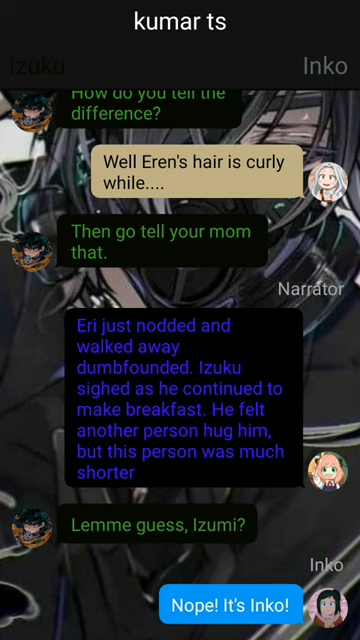 kumar ts
Izuku
Inko
How do you tell the
difference?
Well Eren's hair is curly
while....
Then go tell your mom
that.
Narrator
Eri just nodded and
walked away
dumbfounded. Izuku
sighed as he continued to
make breakfast. He felt
another person hug him,
but this person was much
shorter
Lemme guess, Izumi?
Inko
Nope! It's Inko!